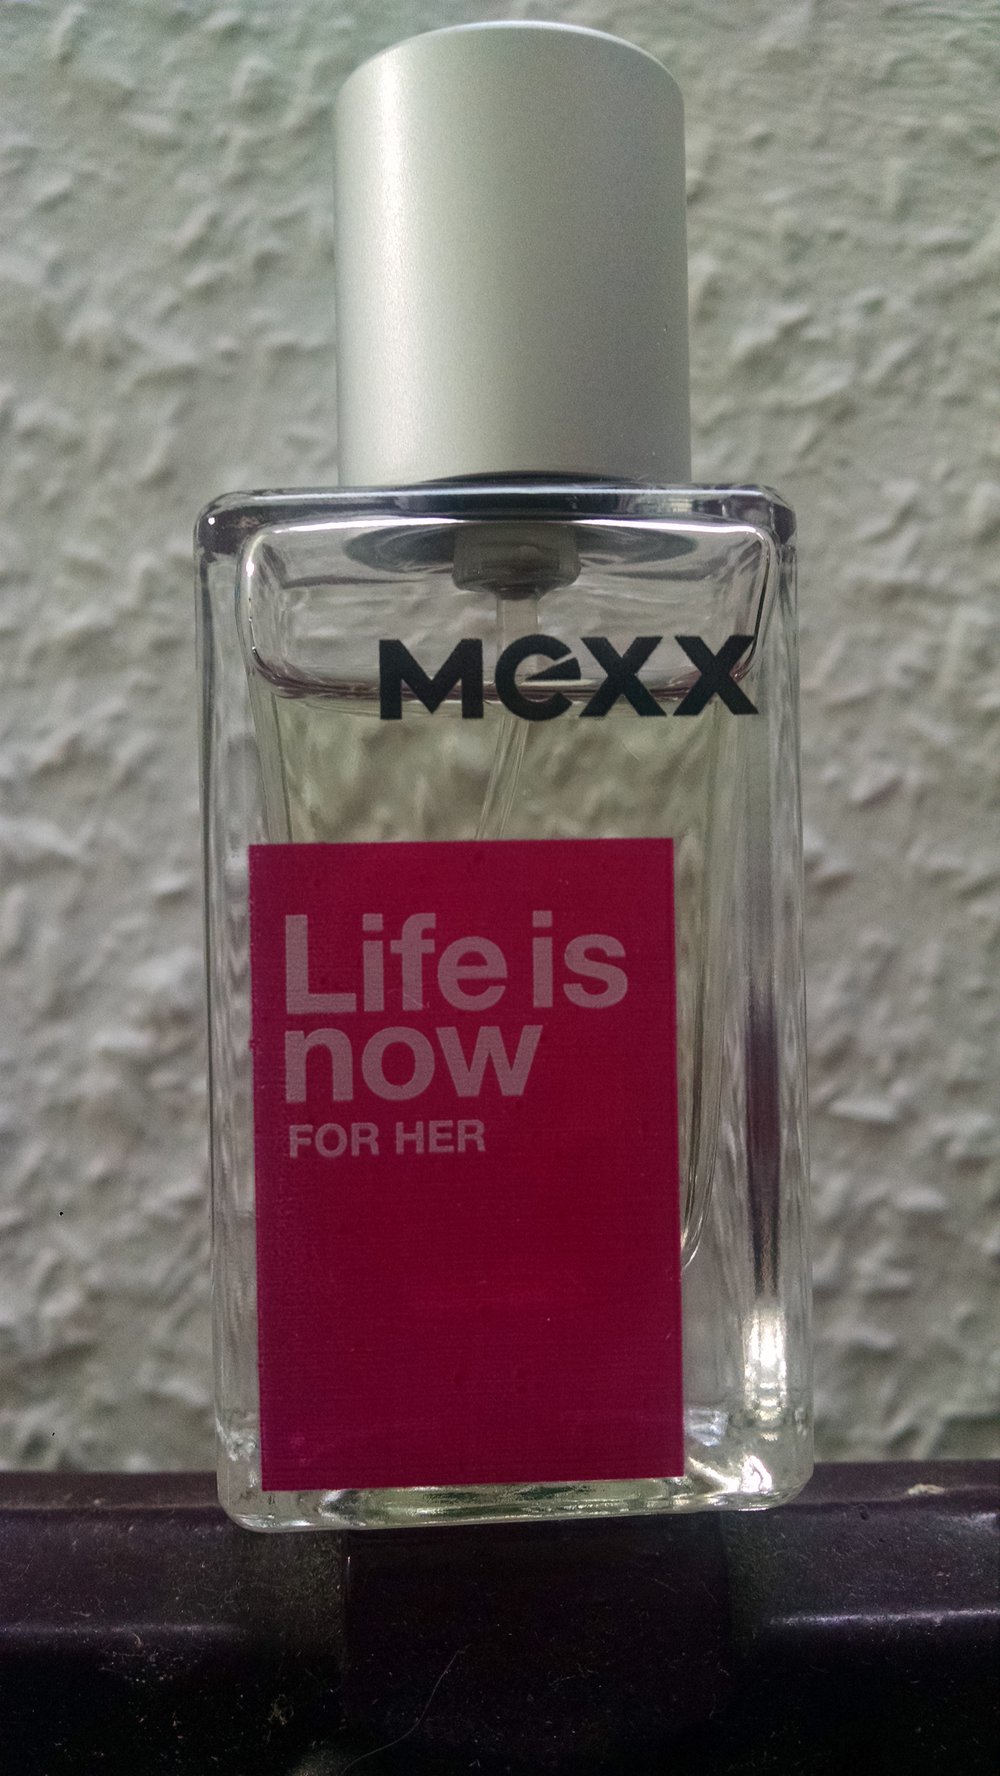 mexx
Life is
now
FOR HER